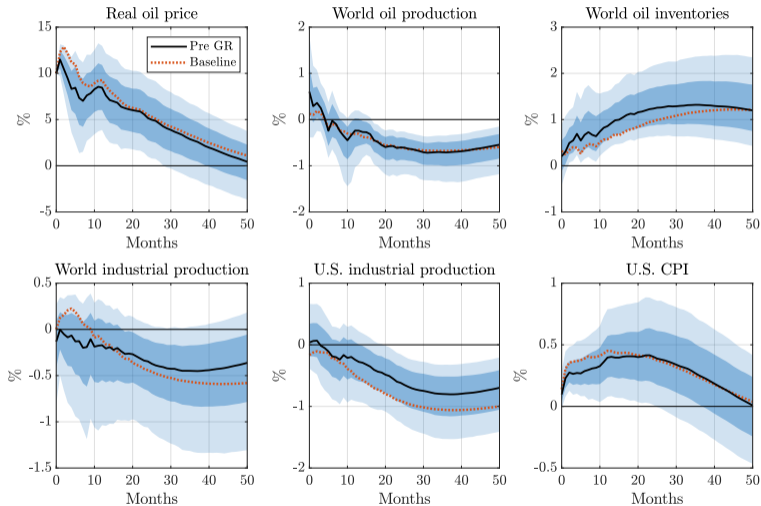 Real oil price
15
10
5
0
-5
%
0 10 20 30 40 50
Months
Pre GR
Baseline
World oil production
2
1
0
-1
-2
%
0 10 20 30 40 50
Months
World oil inventories
3
2
1
0
-1
%
0 10 20 30 40 50
Months
World industrial production
0.5
0
-0.5
-1
-1.5
%
0 10 20 30 40 50
Months
U.S. industrial production
1
0
-1
-2
%
0 10 20 30 40 50
Months
U.S. CPI
1
0.5
0
-0.5
%
0 10 20 30 40 50
Months